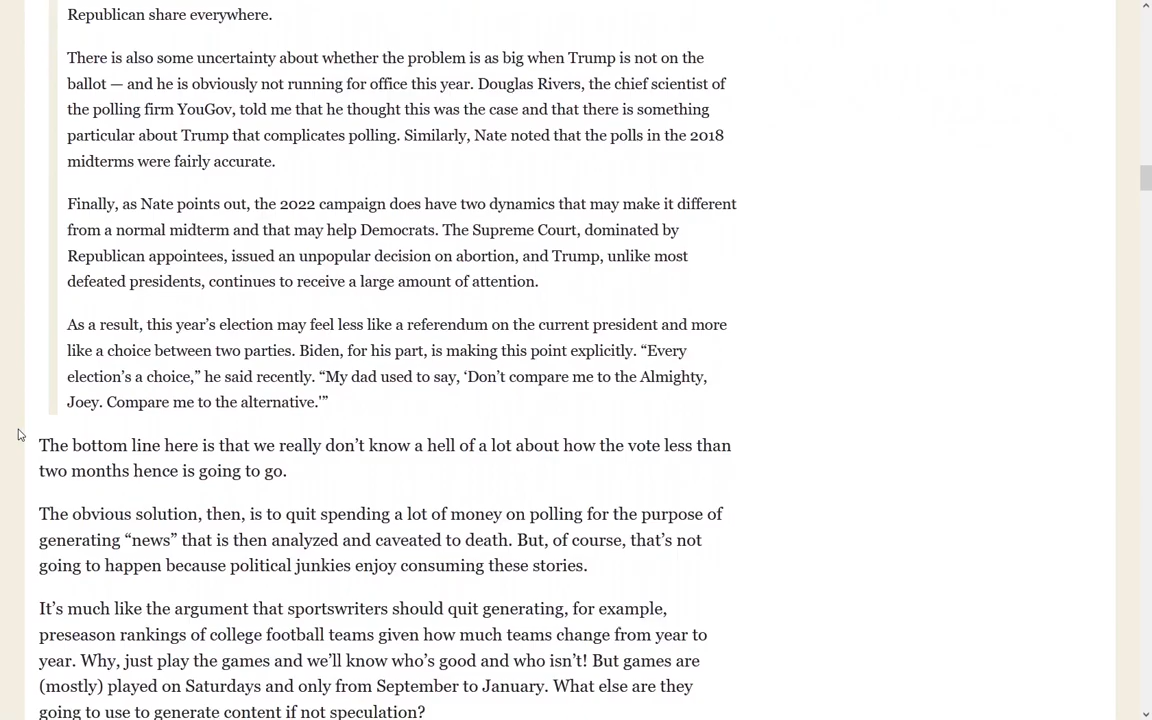 Republican share everywhere.
There is also some uncertainty about whether the problem is as big when Trump is not on the
ballot — and he is obviously not running for office this year. Douglas Rivers, the chief scientist of
the polling firm YouGov, told me that he thought this was the case and that there is something
particular about Trump that complicates polling. Similarly, Nate noted that the polls in the 2018
midterms were fairly accurate.
Finally, as Nate points out, the 2022 campaign does have two dynamics that may make it different
from a normal midterm and that may help Democrats. The Supreme Court, dominated by
Republican appointees, issued an unpopular decision on abortion, and Trump, unlike most
defeated presidents, continues to receive a large amount of attention.
As a result, this year’s election may feel less like a referendum on the current president and more
like a choice between two parties. Biden, for his part, is making this point explicitly. “Every
election’s a choice,” he said recently. “My dad used to say, ‘Don’t compare me to the Almighty,
Joey. Compare me to the alternative.'”
The bottom line here is that we really don’t know a hell of a lot about how the vote less than
two months hence is going to go.
The obvious solution, then, is to quit spending a lot of money on polling for the purpose of
generating “news” that is then analyzed and caveated to death. But, of course, that’s not
going to happen because political junkies enjoy consuming these stories.
It’s much like the argument that sportswriters should quit generating, for example,
preseason rankings of college football teams given how much teams change from year to
year. Why, just play the games and we’ll know who’s good and who isn’t! But games are
(mostly) played on Saturdays and only from September to January. What else are they
going to use to generate content if not speculation?